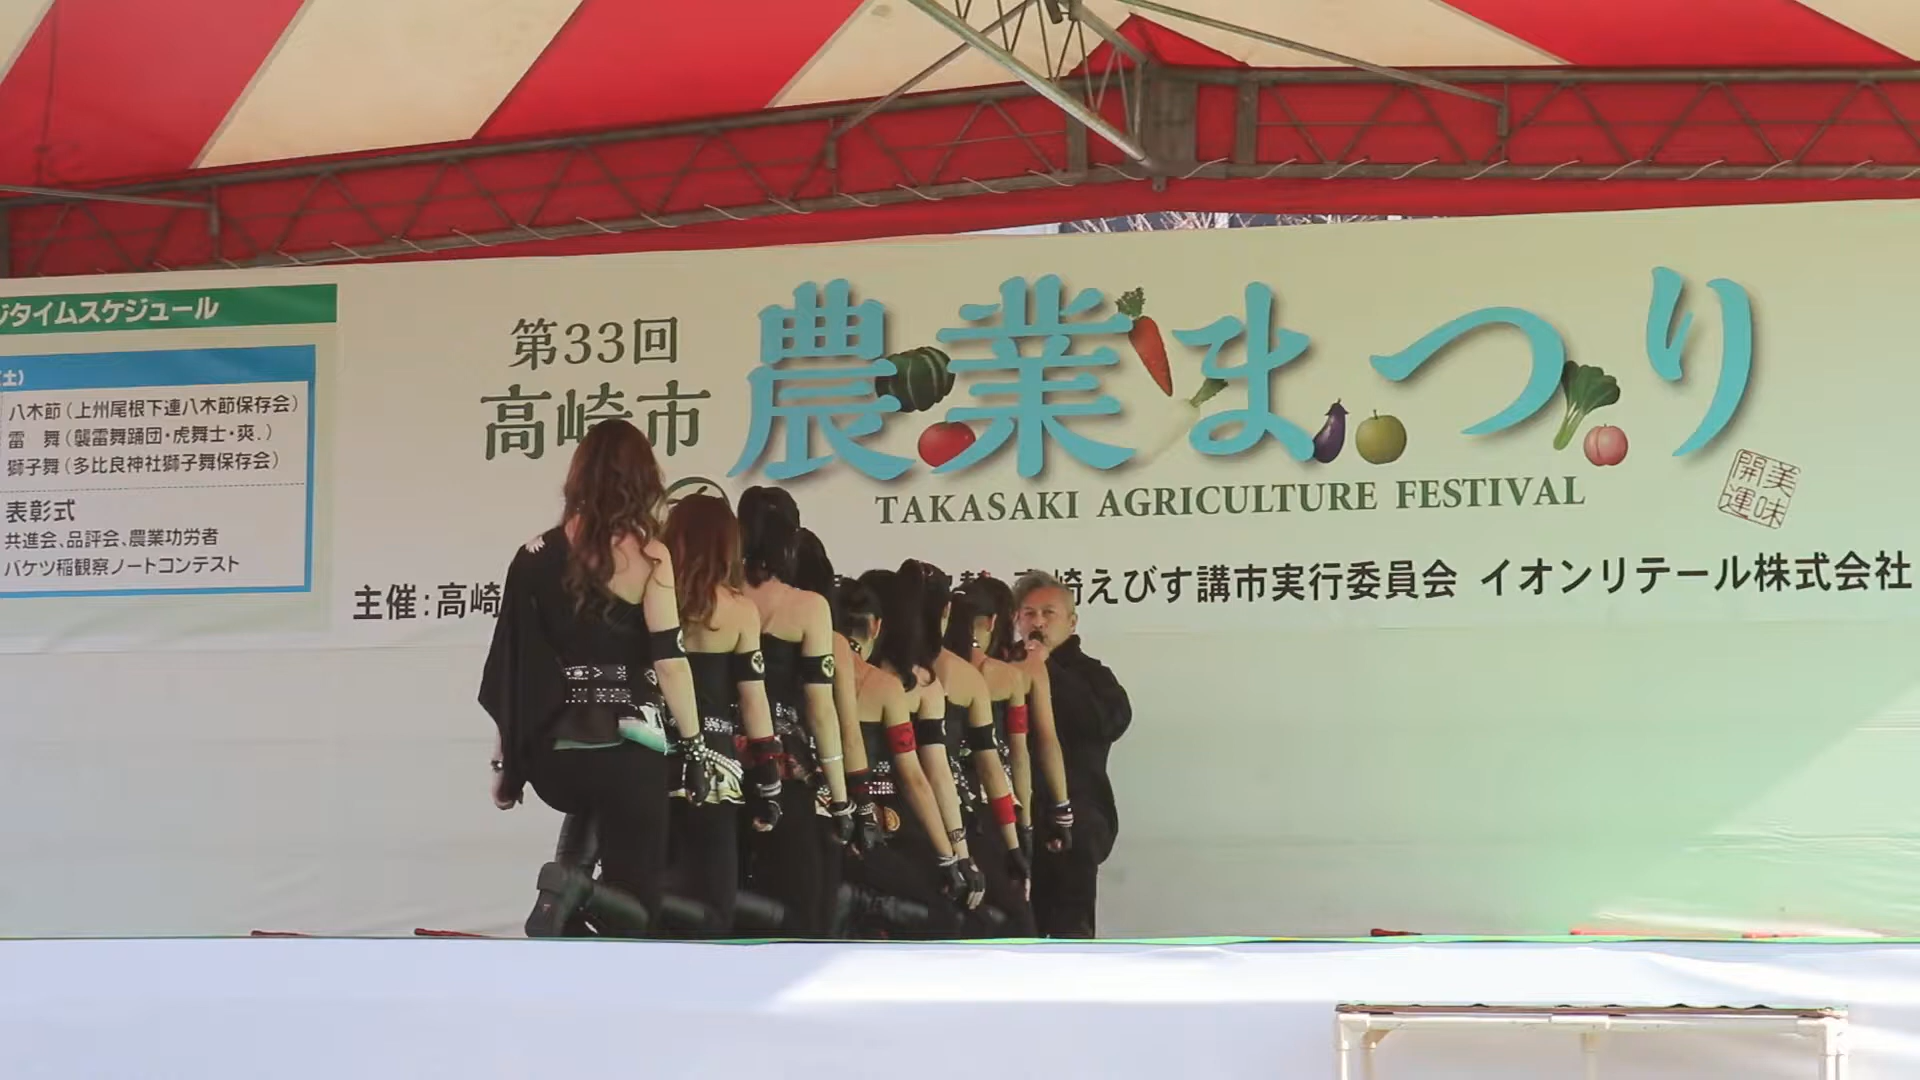 ジタイムスケジュール
(土)
八木節(上州尾根下連八木節保存会)
雷 舞(襲雷舞踊団・虎舞士・爽.)
獅子舞(多比良神社獅子舞保存会)
表彰式
共進会、品評会、農業功労者
バケツ稲観察ノートコンテスト
第33回
高崎市
農業まつり
TAKASAKI AGRICULTURE FESTIVAL
開運
美味
主催:高崎
高崎えびす講市実行委員会 イオンリテール株式会社